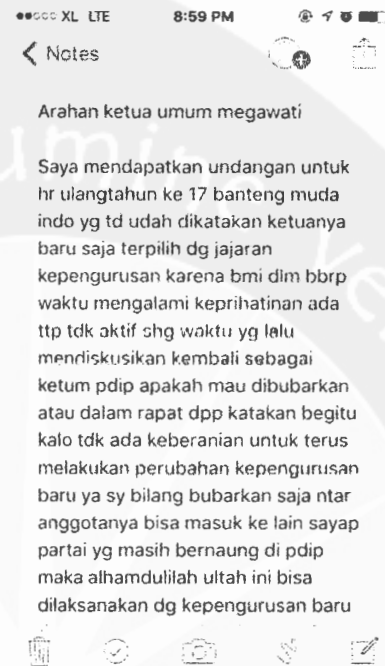 XL LTE 8:59 PM
Notes
Arahan ketua umum megawati
Saya mendapatkan undangan untuk
hr ulangtahun ke 17 banteng muda
indo yg td udah dikatakan ketuanya
baru saja terpilih dg jajaran
kepengurusan karena bmi dlm bbrp
waktu mengalami keprihatinan ada
ttp tdk aktif shg waktu yg lalu
mendiskusikan kembali sebagai
ketum pdip apakah mau dibubarkan
atau dalam rapat dpp katakan begitu
kalo tdk ada keberanian untuk terus
melakukan perubahan kepengurusan
baru ya sy bilang bubarkan saja ntar
anggotanya bisa masuk ke lain sayap
partai yg masih bernaung di pdip
maka alhamdulilah ultah ini bisa
dilaksanakan dg kepengurusan baru